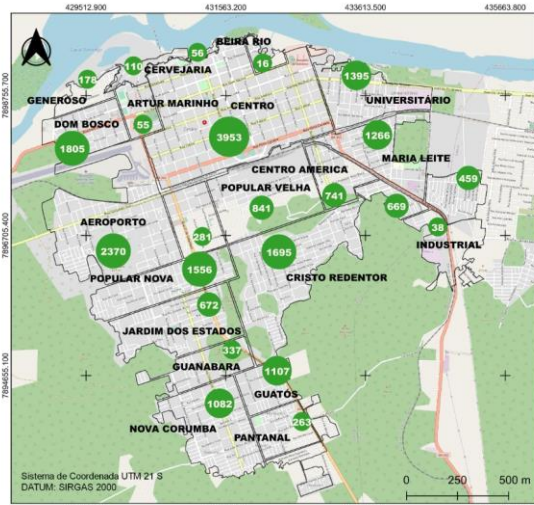 429512.900 431563.200 433613.500 435663.800
BEIRA RIO
56
110
CERVEJARIA
16
178
1395
GENEROSO
ARTUR MARINHO CENTRO
UNIVERSITÁRIO
DOM BOSCO
55
3953
1266
1805
MARIA LEITE
CENTRO AMERICA
POPULAR VELHA
459
741
841
669
AEROPORTO
281
38
INDUSTRIAL
2370
1556
1695
POPULAR NOVA
CRISTO REDENTOR
672
JARDIM DOS ESTADOS
337
GUANABARA
1107
GUATÓS
1082
NOVA CORUMBA
263
PANTANAL
7898755.700
7896705.400
7894655.100
Sistema de Coordenada UTM 21 S
DATUM: SIRGAS 2000
0 250 500 m